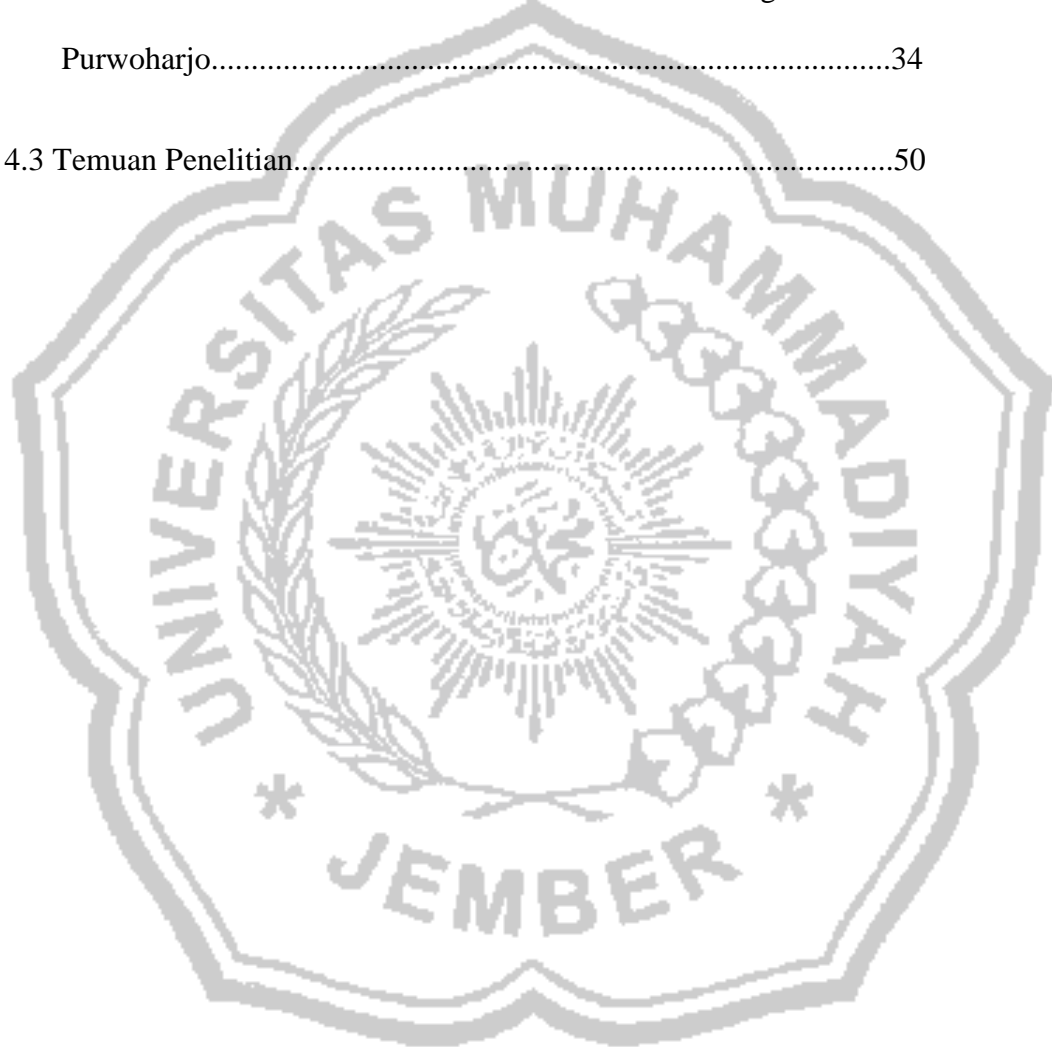 Purwoharjo........................................................................34
4.3 Temuan Penelitian.........................................................................50
UNIVERSITAS MUHAMMADIYAH
* JEMBER *